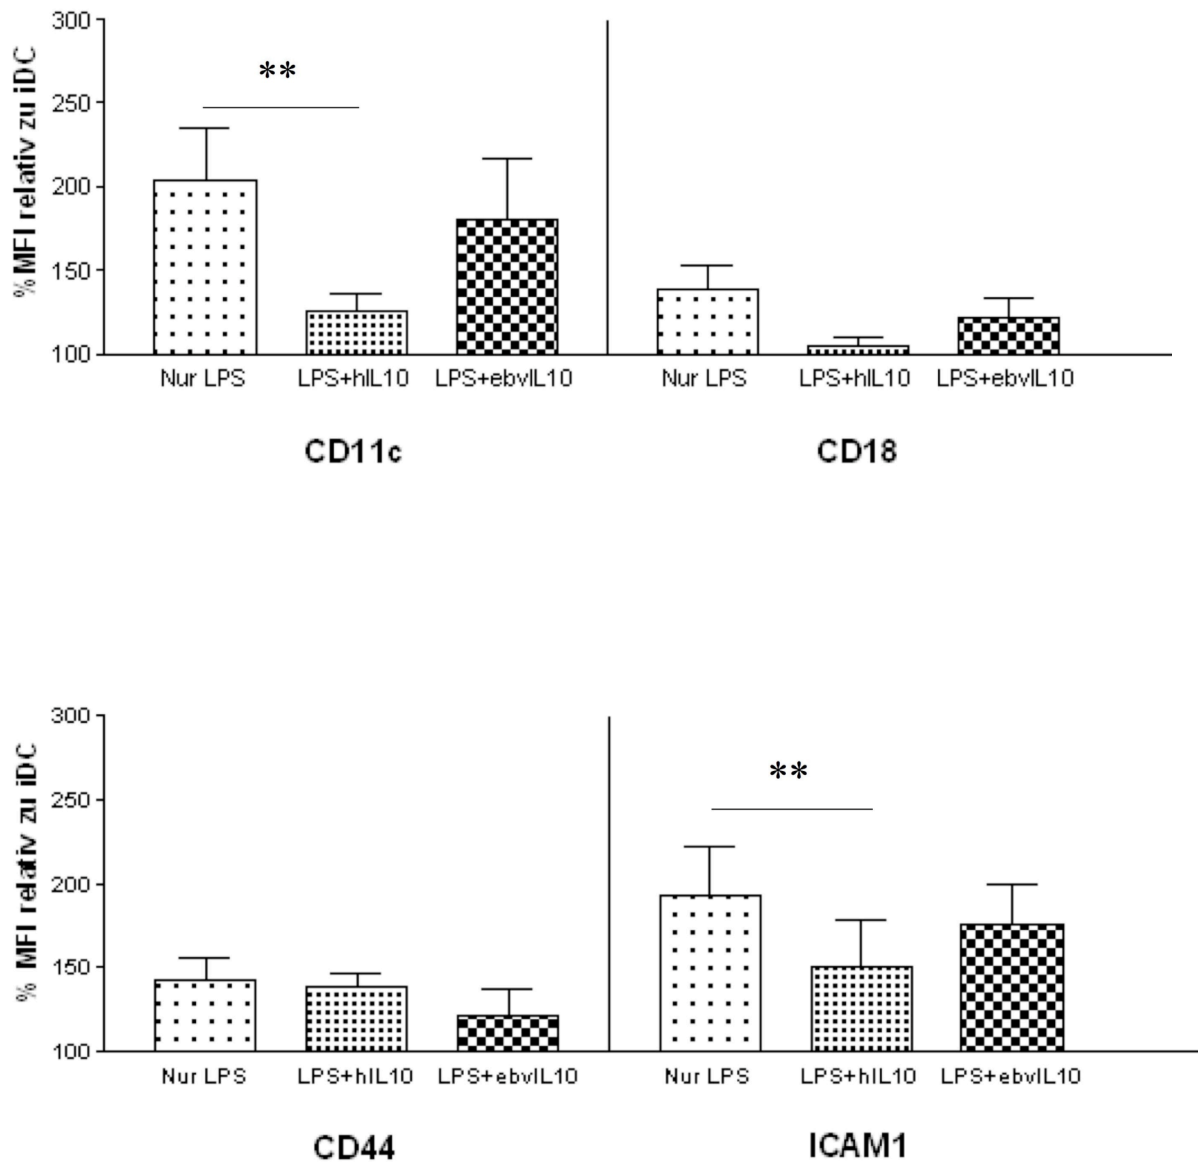 % MFI relativ zu iDC
300
250
200
150
100
**
Nur LPS LPS+hIL10 LPS+ebvIL10 Nur LPS LPS+hIL10 LPS+ebvIL10
CD11c CD18
% MFI relativ zu iDC
300
250
200
150
100
**
Nur LPS LPS+hIL10 LPS+ebvIL10 Nur LPS LPS+hIL10 LPS+ebvIL10
CD44 ICAM1